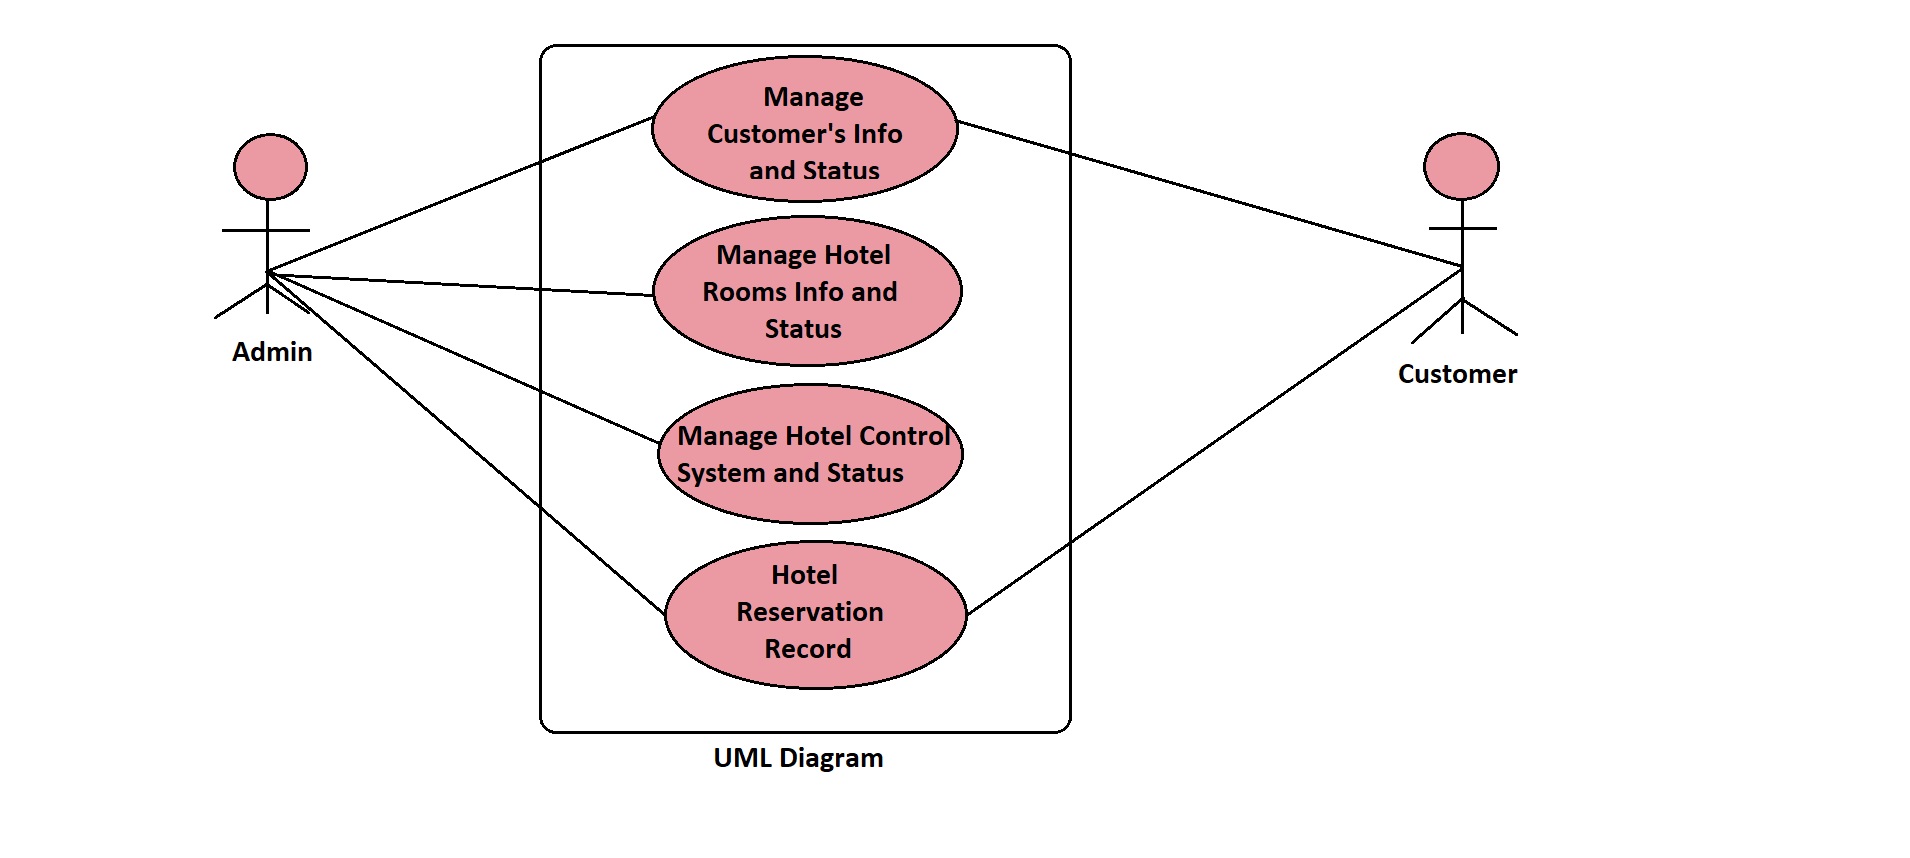 Manage
Customer's Info
and Status
Manage Hotel
Rooms Info and
Status
Admin
Customer
Manage Hotel Control
System and Status
Hotel
Reservation
Record
UML Diagram